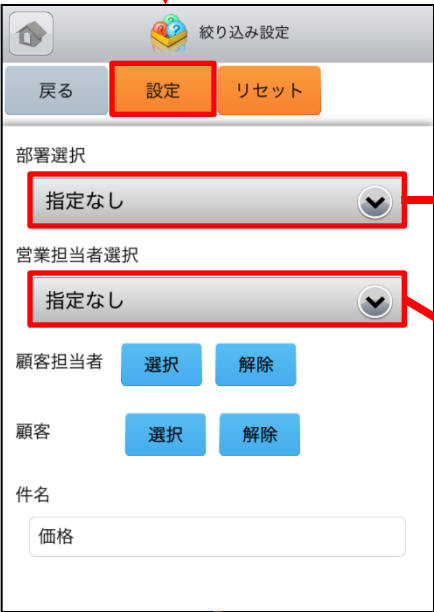 絞り込み設定
戻る 設定 リセット
部署選択
指定なし
営業担当者選択
指定なし
顧客担当者 選択 解除
顧客 選択 解除
件名
価格